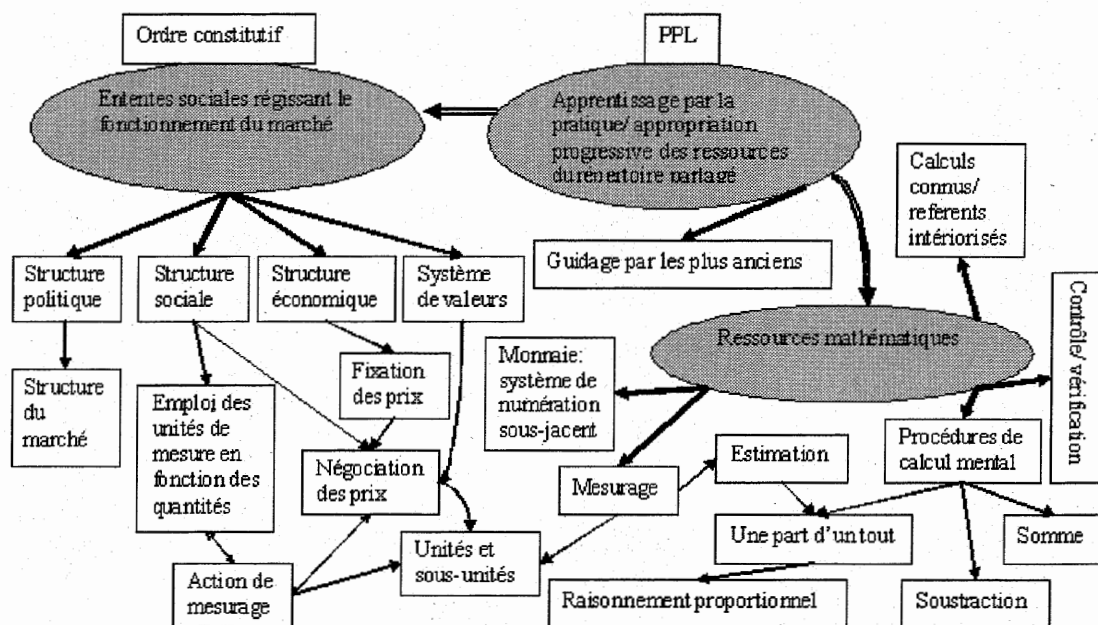 Ordre constitutif
PPL
Ententes sociales régissant le
fonctionnement du marché
Apprentissage par la
pratique/ appropriation
progressive des ressources
du répertoire partagé
Calculs
connus/
referents
intériorisés
Guidage par les plus anciens
Structure
politique
Structure
sociale
Structure
économique
Système
de valeurs
Contrôle/ vérification
Ressources mathématiques
Monnaie:
système de
numération
sous-jacent
Fixation
des prix
Structure
du
marché
Emploi des
unités de
mesure en
fonction des
quantités
Négociation
des prix
Mesurage
Estimation
Procédures de
calcul mental
Une part d'un tout
Somme
Unités et
sous-unités
Action de
mesurage
Raisonnement proportionnel
Soustraction